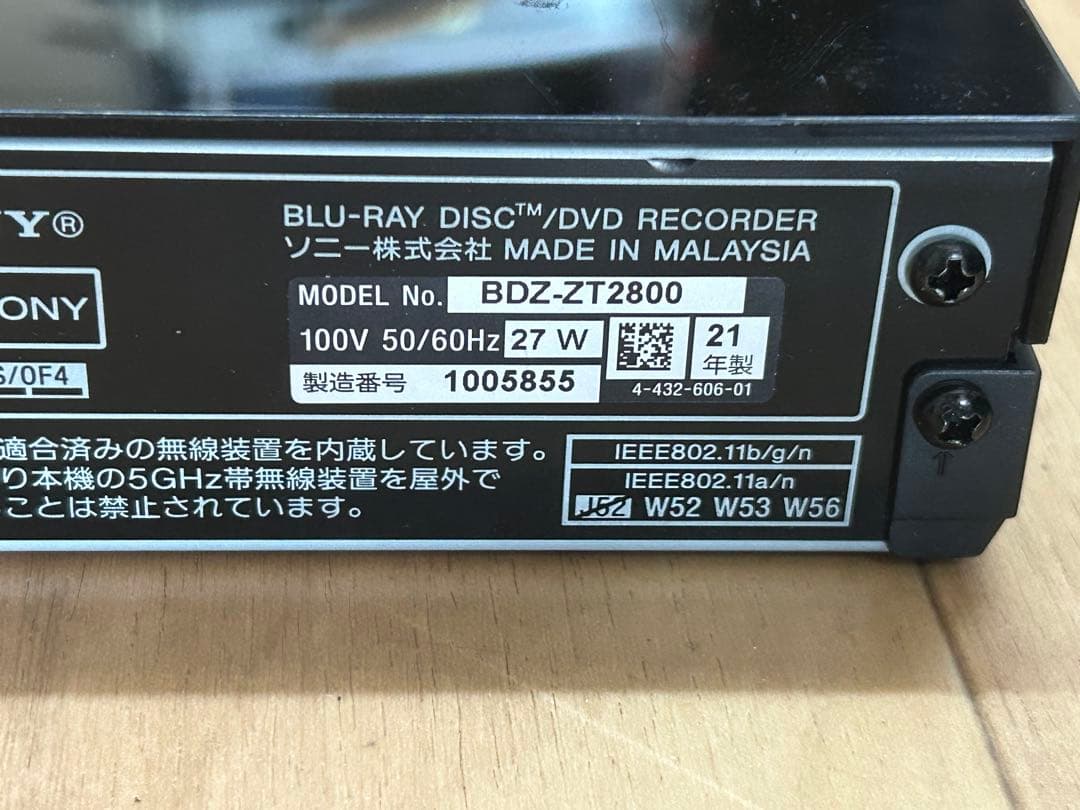 NY®
BLU-RAY DISC™/DVD RECORDER
ソニー株式会社 MADE IN MALAYSIA
ONY
MODEL No. BDZ-ZT2800
100V 50/60Hz 27 W
21
年製
S/0F4
製造番号 1005855
4-432-606-01
適合済みの無線装置を内蔵しています。
り本機の5GHz帯無線装置を屋外で
ことは禁止されています。
IEEE802.11b/g/n
IEEE802.11a/n
J52 W52 W53 W56